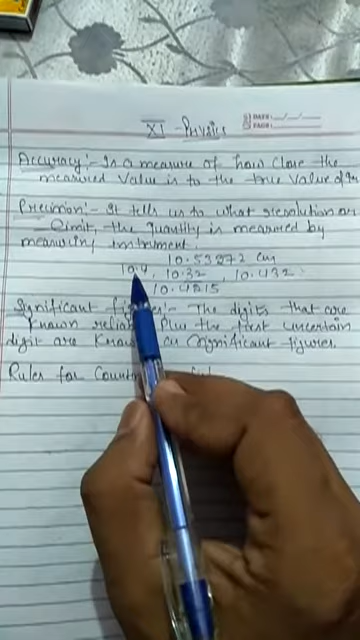 XI - Physics
DATE: __/__/__
PAGE:
Accuracy :- Is a measure of how close the
measured value is to the true value of
Precision :- It tells us to what resolution or
limit, the quantity is measured by
measuring instrument.
10.53272 cm
10.4, 10.32, 10.432
10.4215
Significant figures :- The digits that are
known reliably Plus the first uncertain
digit are known as Significant figures
Rules for